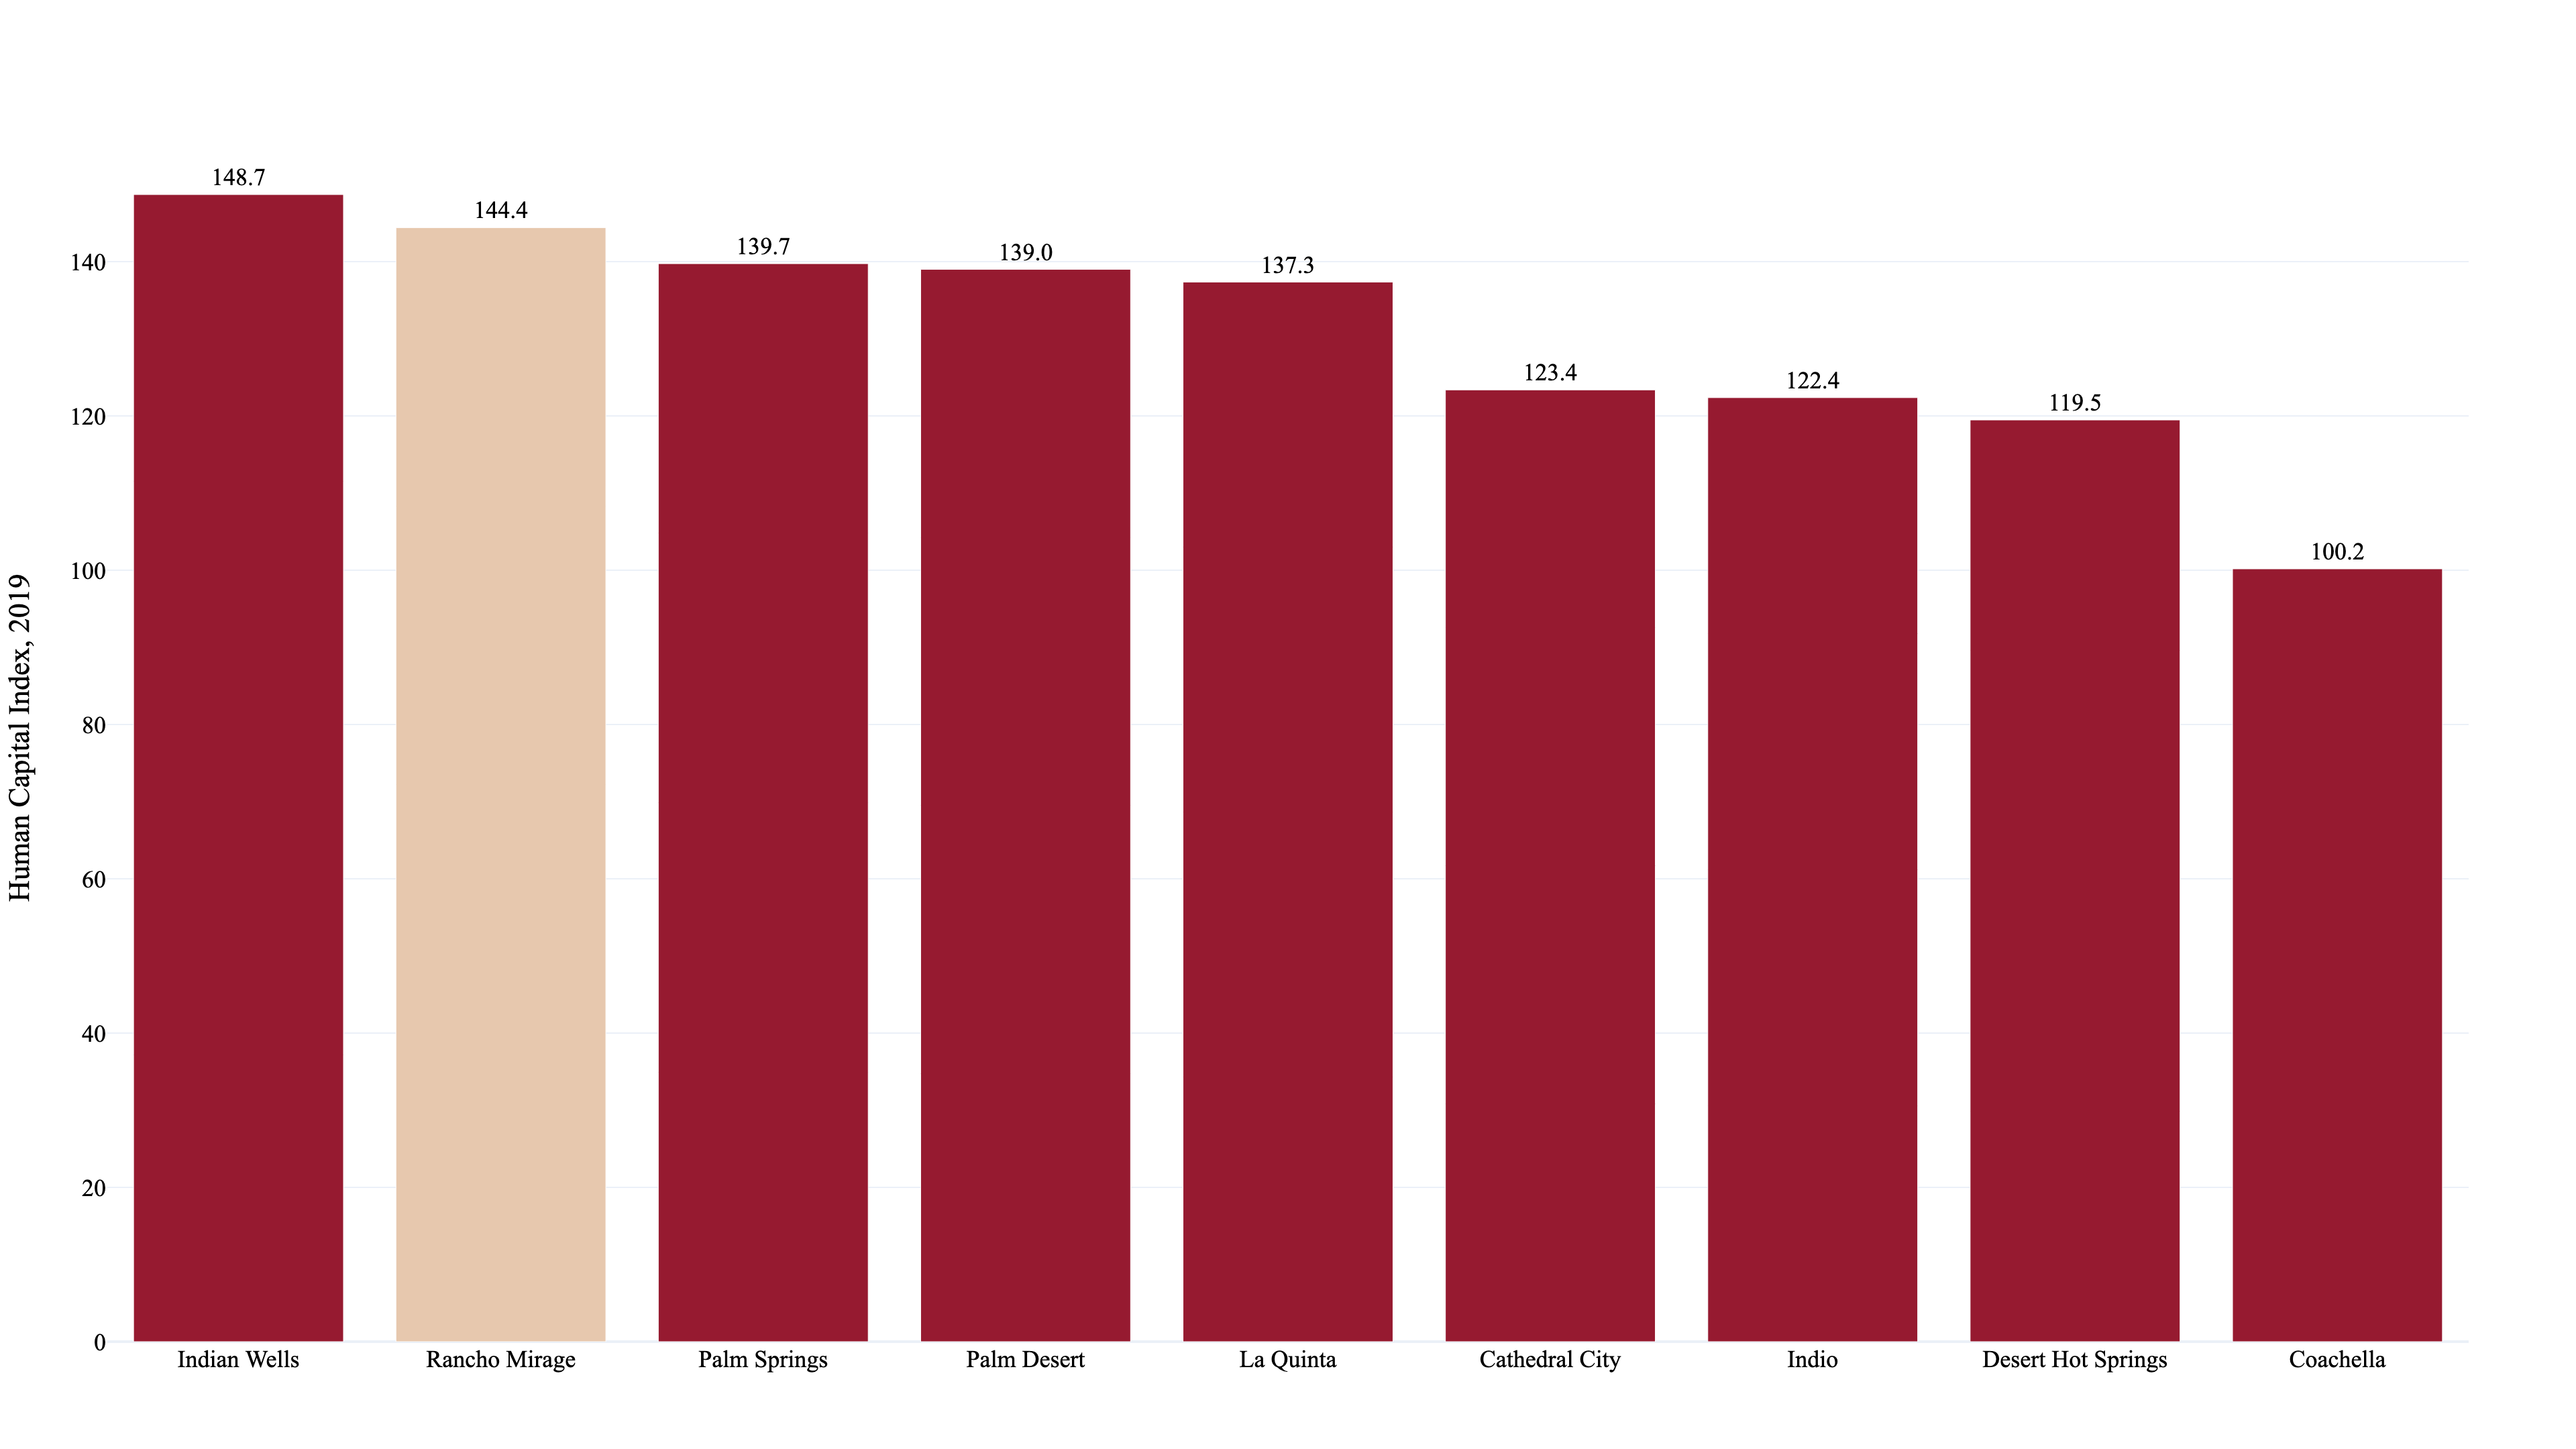 Human Capital Index, 2019
140
120
100
80
60
40
20
0
148.7
144.4
139.7
139.0
137.3
123.4
122.4
119.5
100.2
Indian Wells
Rancho Mirage
Palm Springs
Palm Desert
La Quinta
Cathedral City
Indio
Desert Hot Springs
Coachella